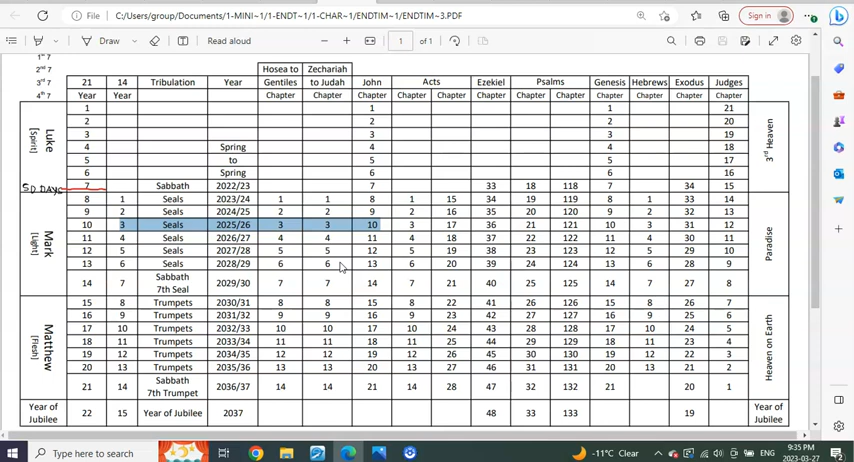 File C:/Users/group/Documents/1-MINI~1/1-ENDT~1/1-CHAR~1/ENDTIM~1/ENDTIM~3.PDF
Sign in
Draw Read aloud 1 of 1
1st 7
2nd 7
3rd 7
4th 7
Hosea to Zechariah
21 14 Tribulation Year Gentiles to Judah John Acts Ezekiel Psalms Genesis Hebrews Exodus Judges
Year Year Chapter Chapter Chapter Chapter Chapter Chapter Chapter Chapter Chapter Chapter Chapter Chapter
Luke [Spirit]
3rd Heaven
1 1 1 21
2 2 2 20
3 3 3 19
4 Spring 4 4 18
5 to 5 5 17
6 Spring 6 6 16
50 DAYS
7 Sabbath 2022/23 7 33 18 118 7 34 15
Mark [Light]
Paradise
8 1 Seals 2023/24 1 1 8 1 15 34 19 119 8 1 33 14
9 2 Seals 2024/25 2 2 9 2 16 35 20 120 9 2 32 13
10 3 Seals 2025/26 3 3 10 3 17 36 21 121 10 3 31 12
11 4 Seals 2026/27 4 4 11 4 18 37 22 122 11 4 30 11
12 5 Seals 2027/28 5 5 12 5 19 38 23 123 12 5 29 10
13 6 Seals 2028/29 6 6 13 6 20 39 24 124 13 6 28 9
14 7 Sabbath 7th Seal 2029/30 7 7 14 7 21 40 25 125 14 7 27 8
Matthew [Flesh]
Heaven on Earth
15 8 Trumpets 2030/31 8 8 15 8 22 41 26 126 15 8 26 7
16 9 Trumpets 2031/32 9 9 16 9 23 42 27 127 16 9 25 6
17 10 Trumpets 2032/33 10 10 17 10 24 43 28 128 17 10 24 5
18 11 Trumpets 2033/34 11 11 18 11 25 44 29 129 18 11 23 4
19 12 Trumpets 2034/35 12 12 19 12 26 45 30 130 19 12 22 3
20 13 Trumpets 2035/36 13 13 20 13 27 46 31 131 20 13 21 2
21 14 Sabbath 7th Trumpet 2036/37 14 14 21 14 28 47 32 132 21 20 1
Year of Jubilee 22 15 Year of Jubilee 2037 48 33 133 19 Year of Jubilee
Type here to search
-11°C Clear ENG 9:35 PM 2023-03-27 2